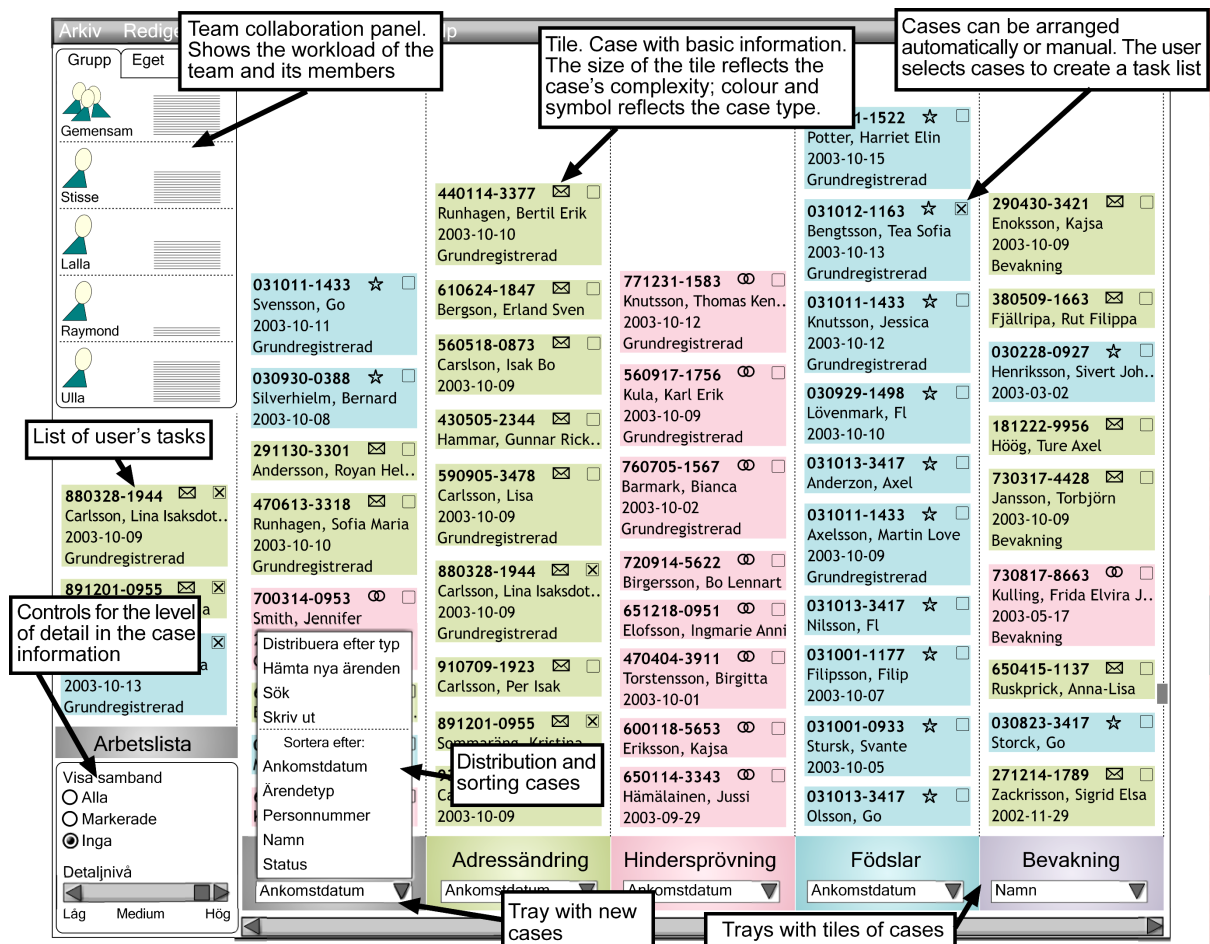 Arkiv
Team collaboration panel.
Shows the workload of the
team and its members
Tile. Case with basic information.
The size of the tile reflects the
case's complexity; colour and
symbol reflects the case type.
Cases can be arranged
automatically or manual. The user
selects cases to create a task list
Grupp Eget
Gemensam
Stisse
Lalla
Raymond
Ulla
List of user's tasks
880328-1944
Carlsson, Lina Isaksdot..
2003-10-09
Grundregistrerad
891201-0955
Controls for the level
of detail in the case
information
2003-10-13
Grundregistrerad
Arbetslista
Visa samband
Alla
Markerade
Inga
Detaljnivå
Låg Medium Hög
031011-1433
Svensson, Go
2003-10-11
Grundregistrerad
030930-0388
Silverhielm, Bernard
2003-10-08
291130-3301
Andersson, Royan Hel..
470613-3318
Runhagen, Sofia Maria
2003-10-10
Grundregistrerad
700314-0953
Smith, Jennifer
Distribuera efter typ
Hämta nya ärenden
Sök
Skriv ut
Sortera efter:
Ankomstdatum
Ärendetyp
Personnummer
Namn
Status
Ankomstdatum
Distribution and
sorting cases
Tray with new
cases
440114-3377
Runhagen, Bertil Erik
2003-10-10
Grundregistrerad
610624-1847
Bergson, Erland Sven
560518-0873
Carslson, Isak Bo
2003-10-09
430505-2344
Hammar, Gunnar Rick..
590905-3478
Carlsson, Lisa
2003-10-09
Grundregistrerad
880328-1944
Carlsson, Lina Isaksdot..
2003-10-09
Grundregistrerad
910709-1923
Carlsson, Per Isak
891201-0955
Sommaräng, Kristina
2003-10-09
Adressändring
Ankomstdatum
771231-1583
Knutsson, Thomas Ken..
2003-10-12
Grundregistrerad
560917-1756
Kula, Karl Erik
2003-10-09
Grundregistrerad
760705-1567
Barmark, Bianca
2003-10-02
Grundregistrerad
720914-5622
Birgersson, Bo Lennart
651218-0951
Elofsson, Ingmarie Anni
470404-3911
Torstensson, Birgitta
2003-10-01
600118-5653
Eriksson, Kajsa
650114-3343
Hämälainen, Jussi
2003-09-29
Hindersprövning
Ankomstdatum
1-1522
Potter, Harriet Elin
2003-10-15
Grundregistrerad
031012-1163
Bengtsson, Tea Sofia
2003-10-13
Grundregistrerad
031011-1433
Knutsson, Jessica
2003-10-12
Grundregistrerad
030929-1498
Lövenmark, Fl
2003-10-10
031013-3417
Anderzon, Axel
031011-1433
Axelsson, Martin Love
2003-10-09
Grundregistrerad
031013-3417
Nilsson, Fl
031001-1177
Filipsson, Filip
2003-10-07
031001-0933
Stursk, Svante
2003-10-05
031013-3417
Olsson, Go
Födslar
Ankomstdatum
290430-3421
Enoksson, Kajsa
2003-10-09
Bevakning
380509-1663
Fjällripa, Rut Filippa
030228-0927
Henriksson, Sivert Joh..
2003-03-02
181222-9956
Höög, Ture Axel
730317-4428
Jansson, Torbjörn
2003-10-09
Bevakning
730817-8663
Kulling, Frida Elvira J..
2003-05-17
Bevakning
650415-1137
Ruskprick, Anna-Lisa
030823-3417
Storck, Go
271214-1789
Zackrisson, Sigrid Elsa
2002-11-29
Bevakning
Namn
Trays with tiles of cases